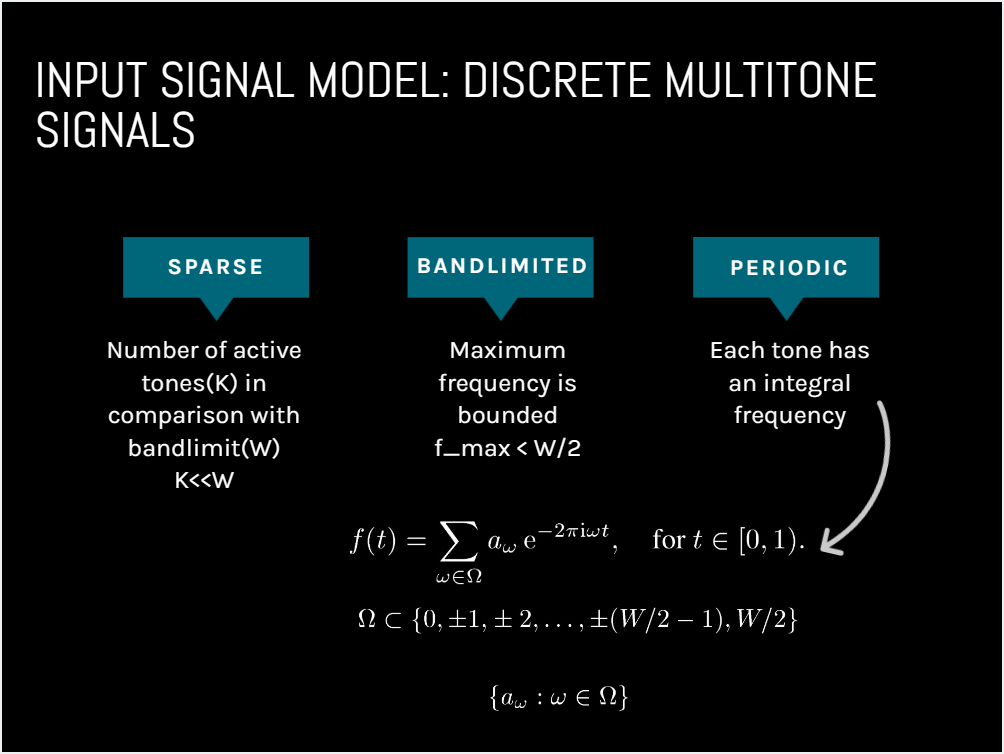 INPUT SIGNAL MODEL: DISCRETE MULTITONE
SIGNALS
SPARSE
Number of active
tones(K) in
comparison with
bandlimit(W)
K<<W
BANDLIMITED
Maximum
frequency is
bounded
f_max < W/2
PERIODIC
Each tone has
an integral
frequency
f(t) = ∑_{ω∈Ω} a_ω e^{−2πiωt}, for t ∈ [0, 1).
Ω ⊂ {0, ±1, ± 2, . . . , ±(W/2 − 1), W/2}
{a_ω : ω ∈ Ω}